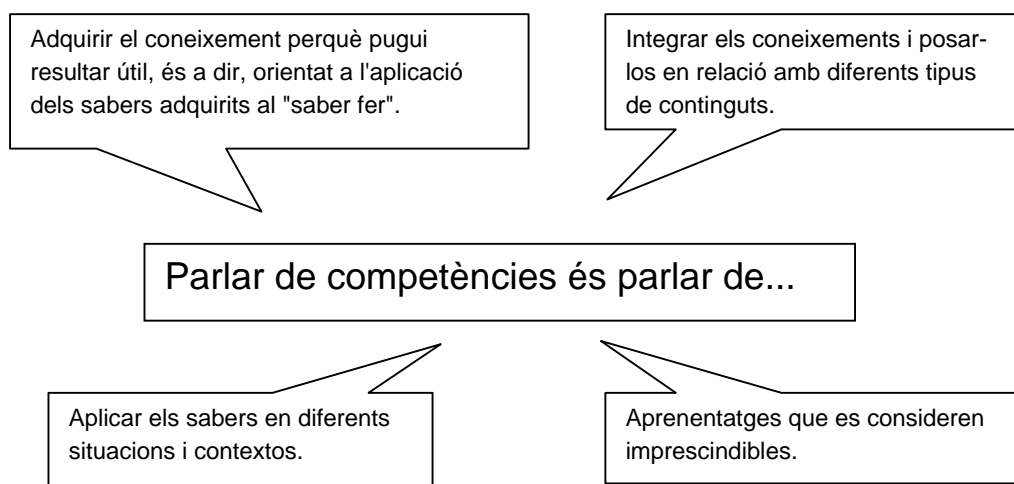 Adquirir el coneixement perquè pugui
resultar útil, és a dir, orientat a l'aplicació
dels sabers adquirits al "saber fer".
Integrar els coneixements i posar-
los en relació amb diferents tipus
de continguts.
Parlar de competències és parlar de...
Aplicar els sabers en diferents
situacions i contextos.
Aprenentatges que es consideren
imprescindibles.